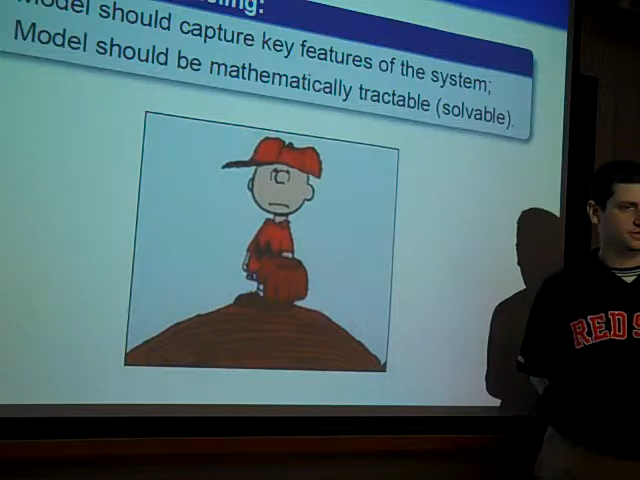 Model should capture key features of the system;
Model should be mathematically tractable (solvable).
RED S